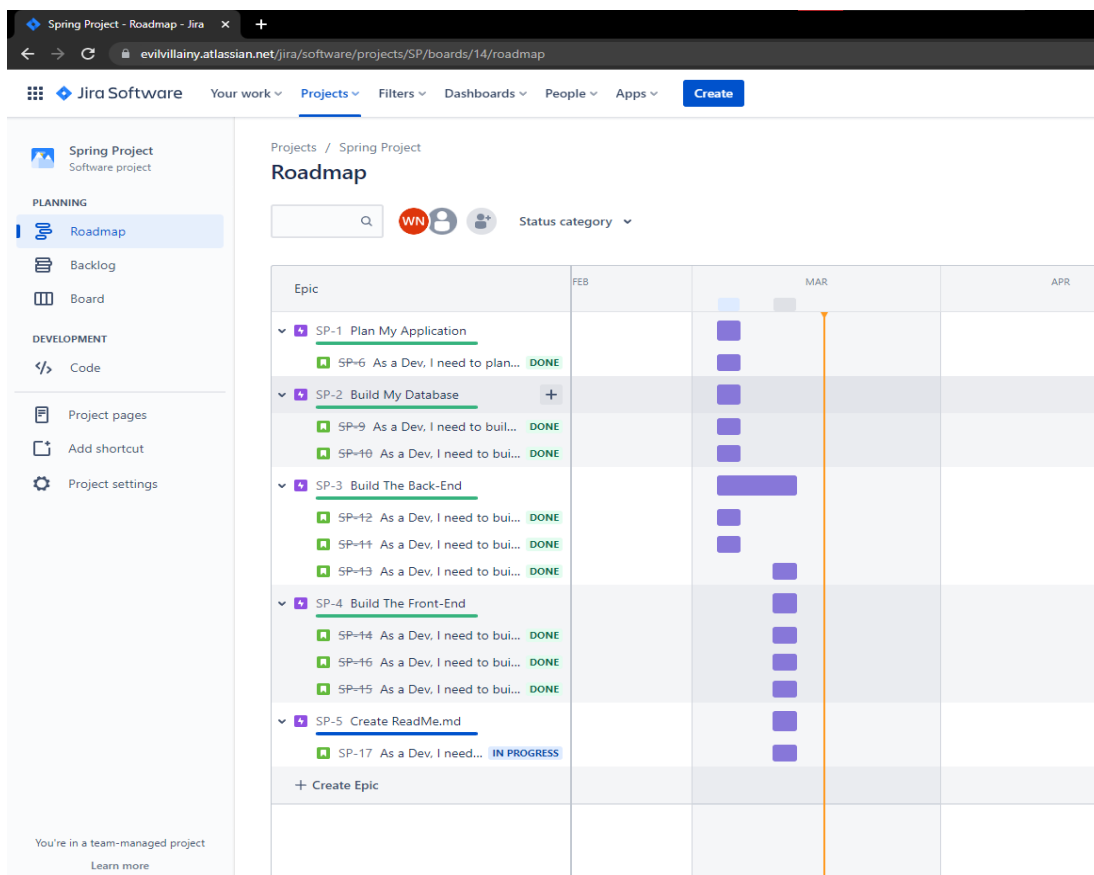 Spring Project - Roadmap - Jira
evilvillainy.atlassian.net/jira/software/projects/SP/boards/14/roadmap
Jira Software Your work Projects Filters Dashboards People Apps Create
Spring Project
Software project
PLANNING
Roadmap
Backlog
Board
DEVELOPMENT
Code
Project pages
Add shortcut
Project settings
You're in a team-managed project
Learn more
Projects / Spring Project
Roadmap
WN Status category
Epic FEB MAR APR
SP-1 Plan My Application
SP-6 As a Dev, I need to plan... DONE
SP-2 Build My Database
SP-9 As a Dev, I need to buil... DONE
SP-10 As a Dev, I need to bui... DONE
SP-3 Build The Back-End
SP-12 As a Dev, I need to bui... DONE
SP-11 As a Dev, I need to bui... DONE
SP-13 As a Dev, I need to bui... DONE
SP-4 Build The Front-End
SP-14 As a Dev, I need to bui... DONE
SP-16 As a Dev, I need to bui... DONE
SP-15 As a Dev, I need to bui... DONE
SP-5 Create ReadMe.md
SP-17 As a Dev, I need... IN PROGRESS
+ Create Epic